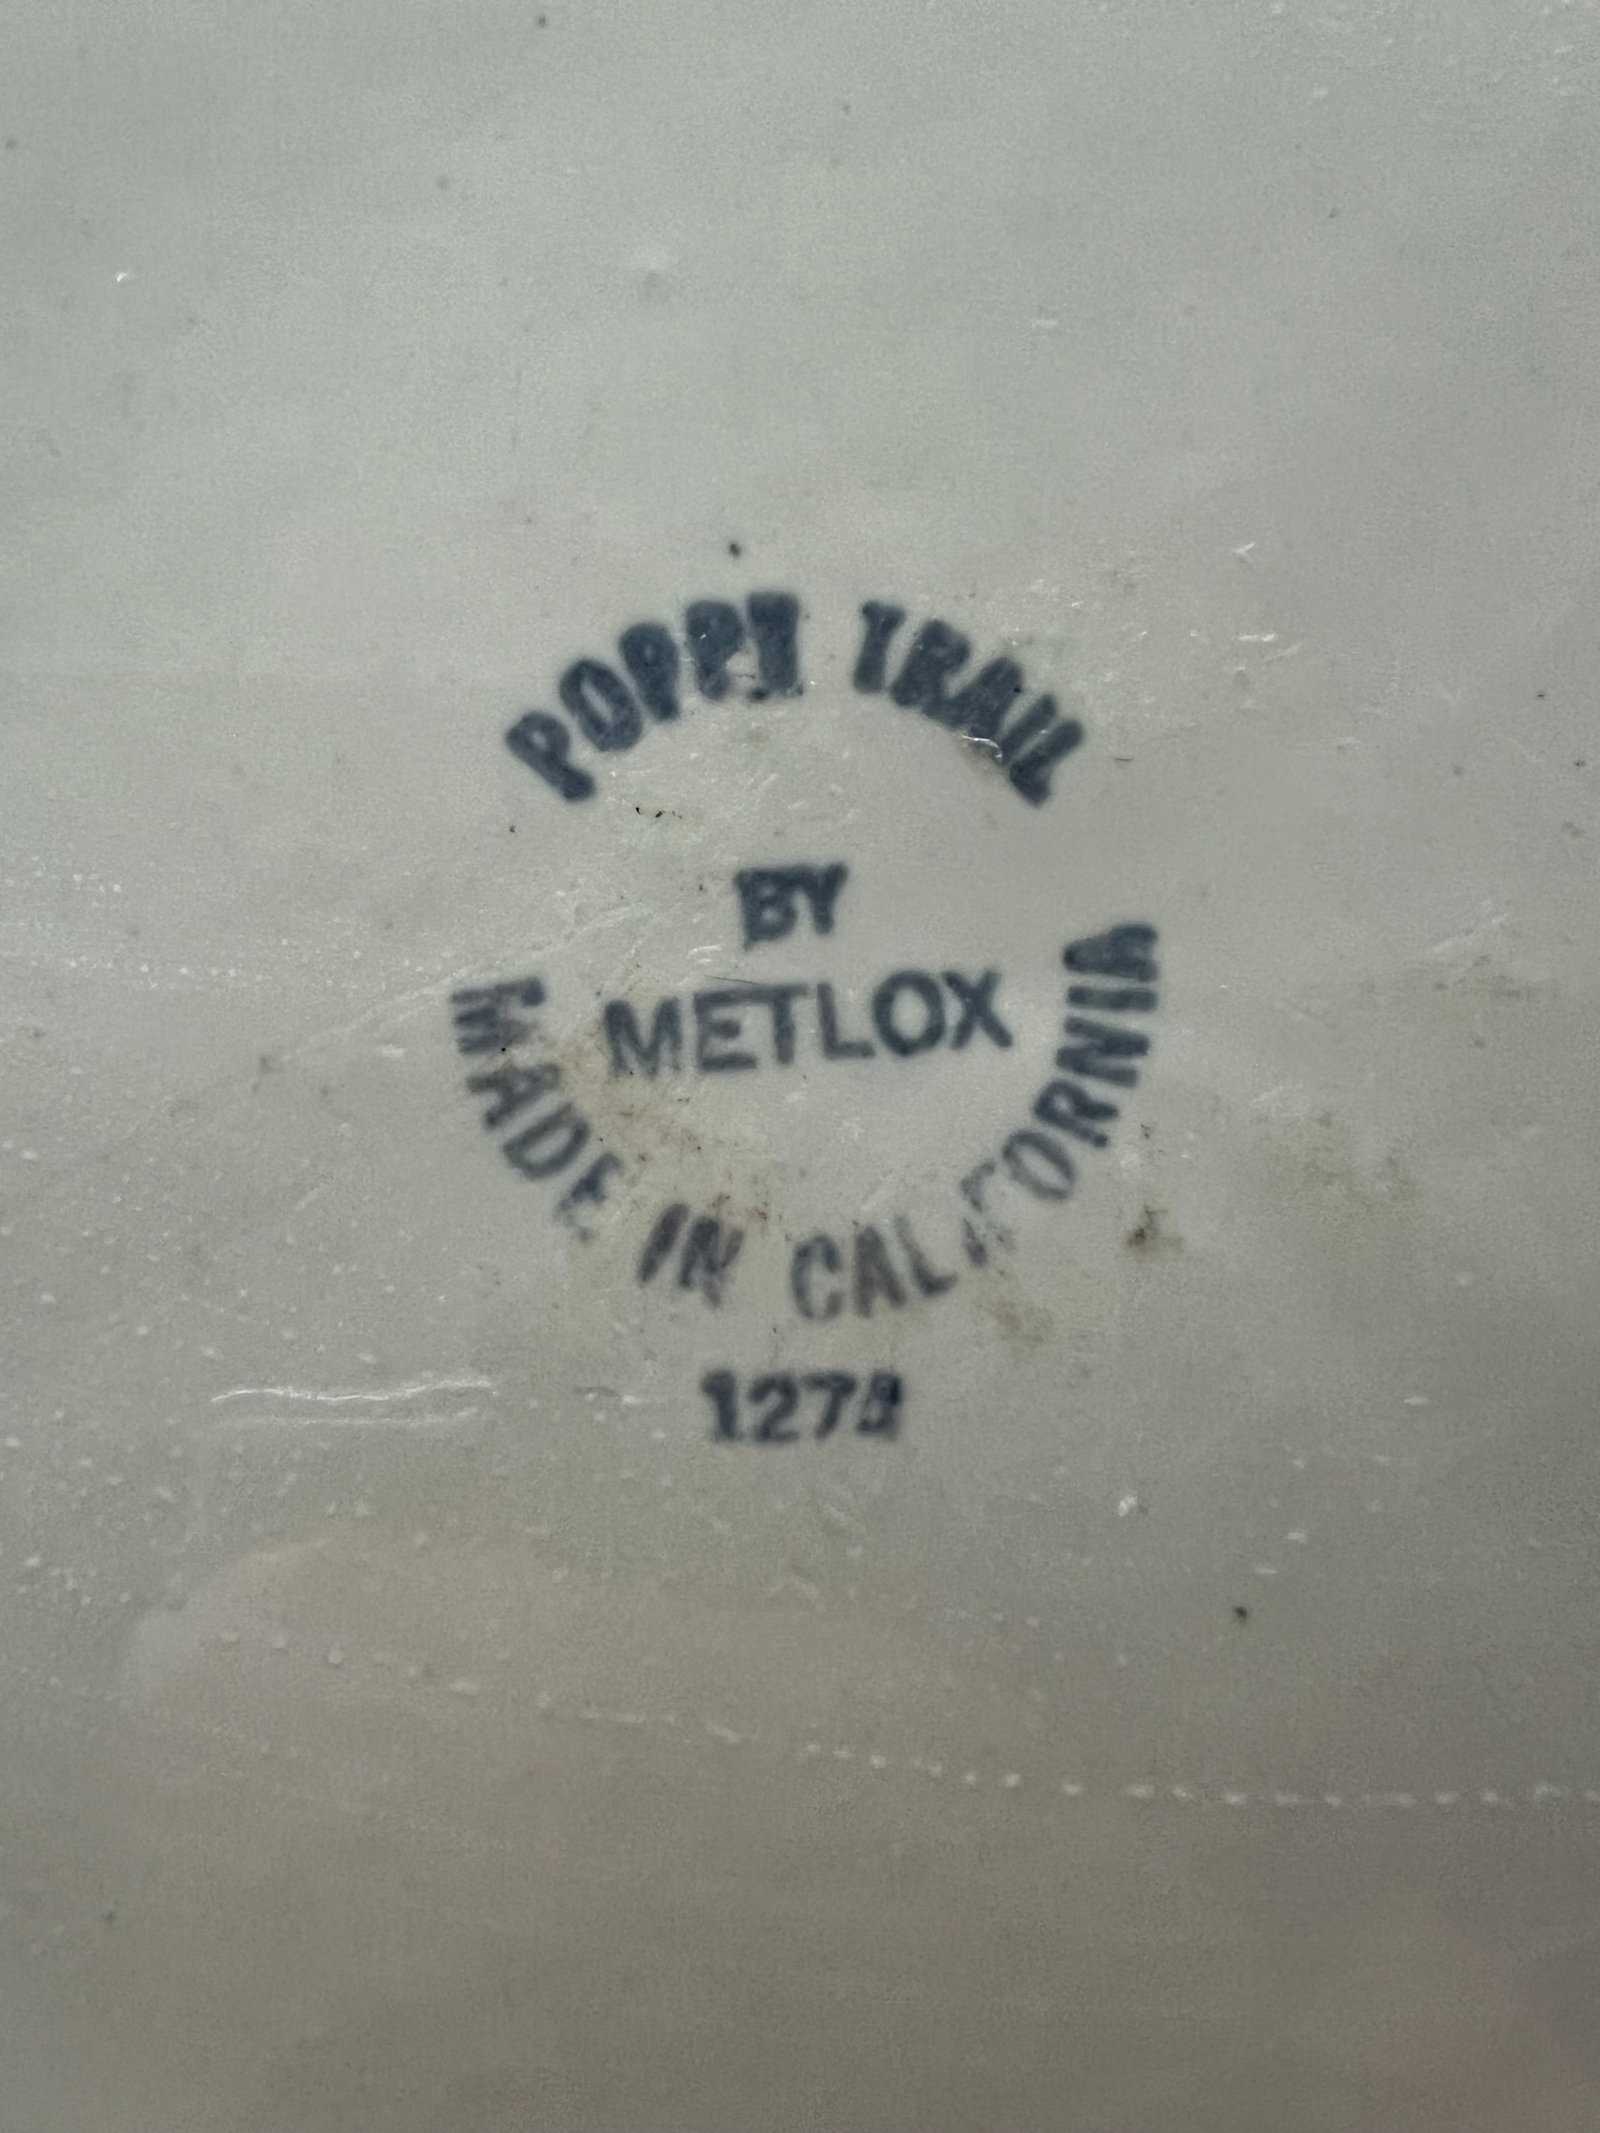 POPPY TRAIL
BY
METLOX
MADE IN CALIFORNIA